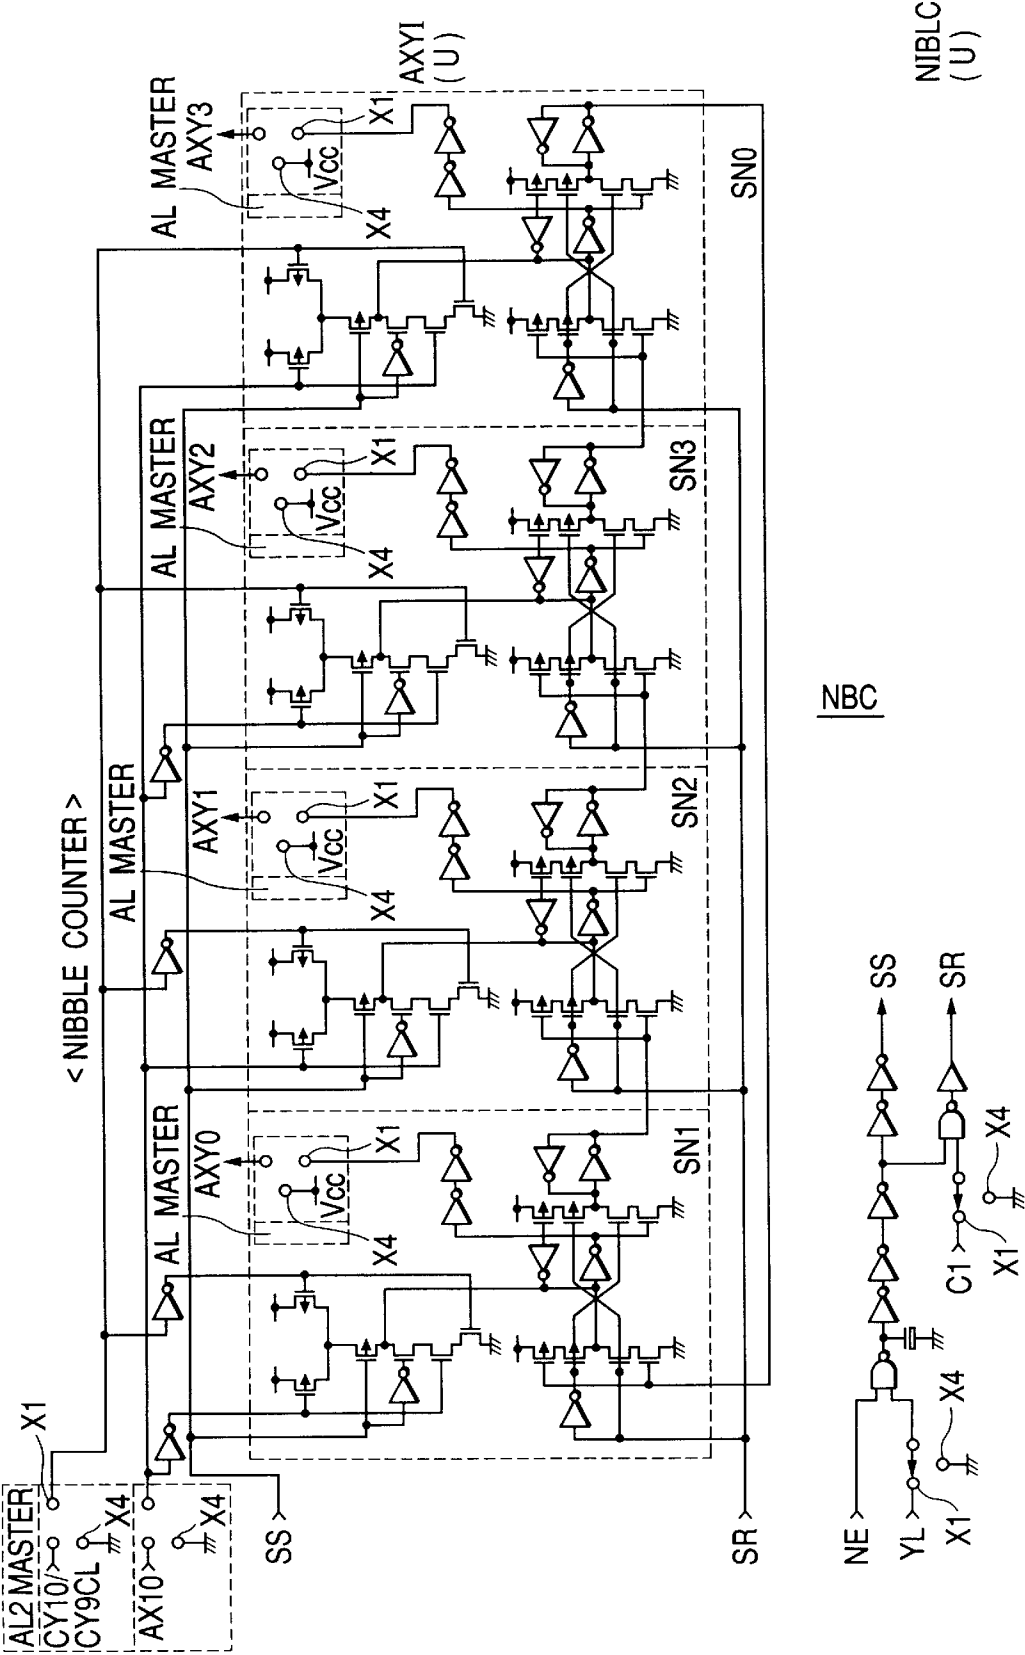 <NIBBLE COUNTER>
AL2 MASTER
CY10/
CY9CL
X1
X4
AX10
X4
SS
SR
AL MASTER
AXY0
X1
VCC
X4
SN1
AL MASTER
AXY1
X1
VCC
X4
SN2
AL MASTER
AXY2
X1
VCC
X4
SN3
AL MASTER
AXY3
X1
VCC
X4
SN0
AXYI
(U)
NBC
NE
YL
X1
X4
C1
X1
X4
SS
SR
NIBLC
(U)